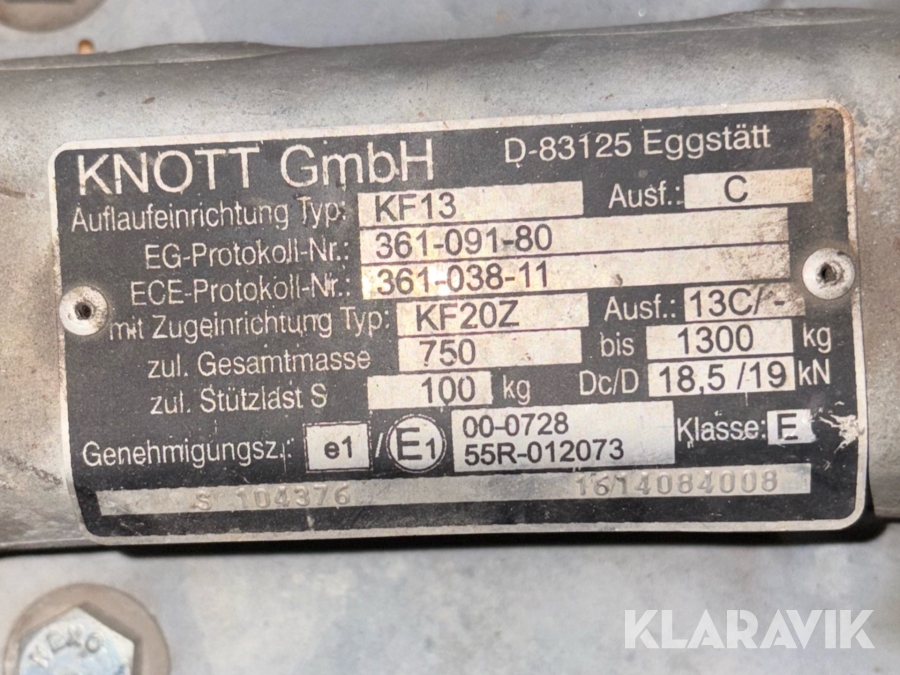 KNOTT GmbH D-83125 Eggstätt
Auflaufeinrichtung Typ: KF13 Ausf.: C
EG-Protokoll-Nr.: 361-091-80
ECE-Protokoll-Nr.: 361-038-11
mit Zugeinrichtung Typ: KF20Z Ausf.: 13C/-
zul. Gesamtmasse 750 bis 1300 kg
zul. Stützlast S 100 kg Dc/D 18,5 /19 kN
Genehmigungsz.: e1 / E1 00-0728 Klasse: E
55R-012073
S 104376 16/14084008
KLARAVIK